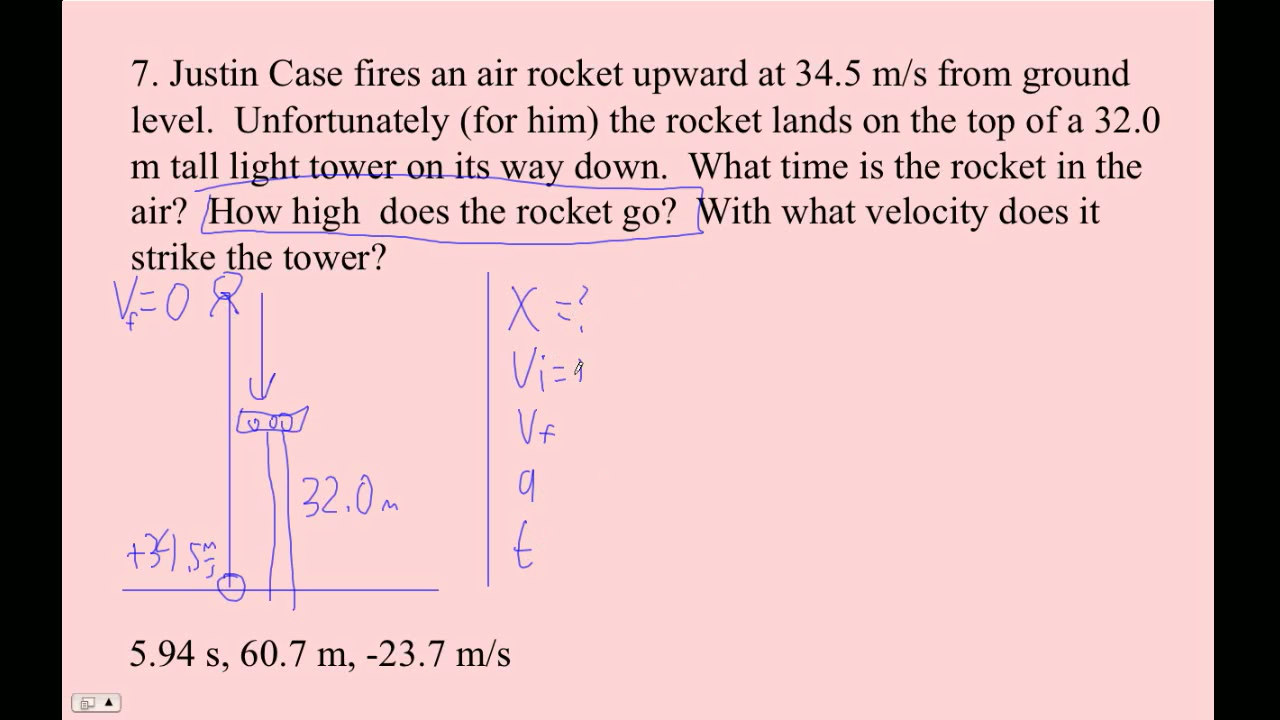 7. Justin Case fires an air rocket upward at 34.5 m/s from ground
level. Unfortunately (for him) the rocket lands on the top of a 32.0
m tall light tower on its way down. What time is the rocket in the
air? How high does the rocket go? With what velocity does it
strike the tower?
Vf=0
X=?
Vi=
Vf
a
32.0m
+34.5 m/s
t
5.94 s, 60.7 m, -23.7 m/s